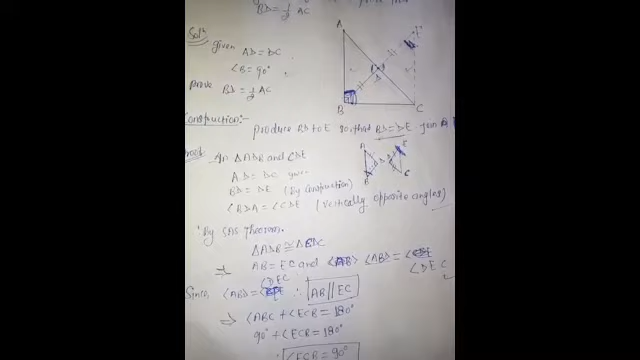 BD = 1/2 AC
Solⁿ
given AD = DC
∠B = 90°
Prove BD = 1/2 AC
A
E
D
B
C
Construction:- produce BD to E so that BD = DE. join
Proof In ΔADB and CDE
AD = DC given
BD = DE (By construction)
∠BDA = ∠CDE (vertically opposite angles)
A
E
B
C
By SAS Theorem.
ΔADB ≅ ΔEDC
⇒ AB = EC and ∠ABD = ∠DEC
Since, ∠ABD = ∠DEC ∴ AB || EC
⇒ ∠ABC + ∠ECB = 180°
90° + ∠ECB = 180°
∴ ∠ECB = 90°